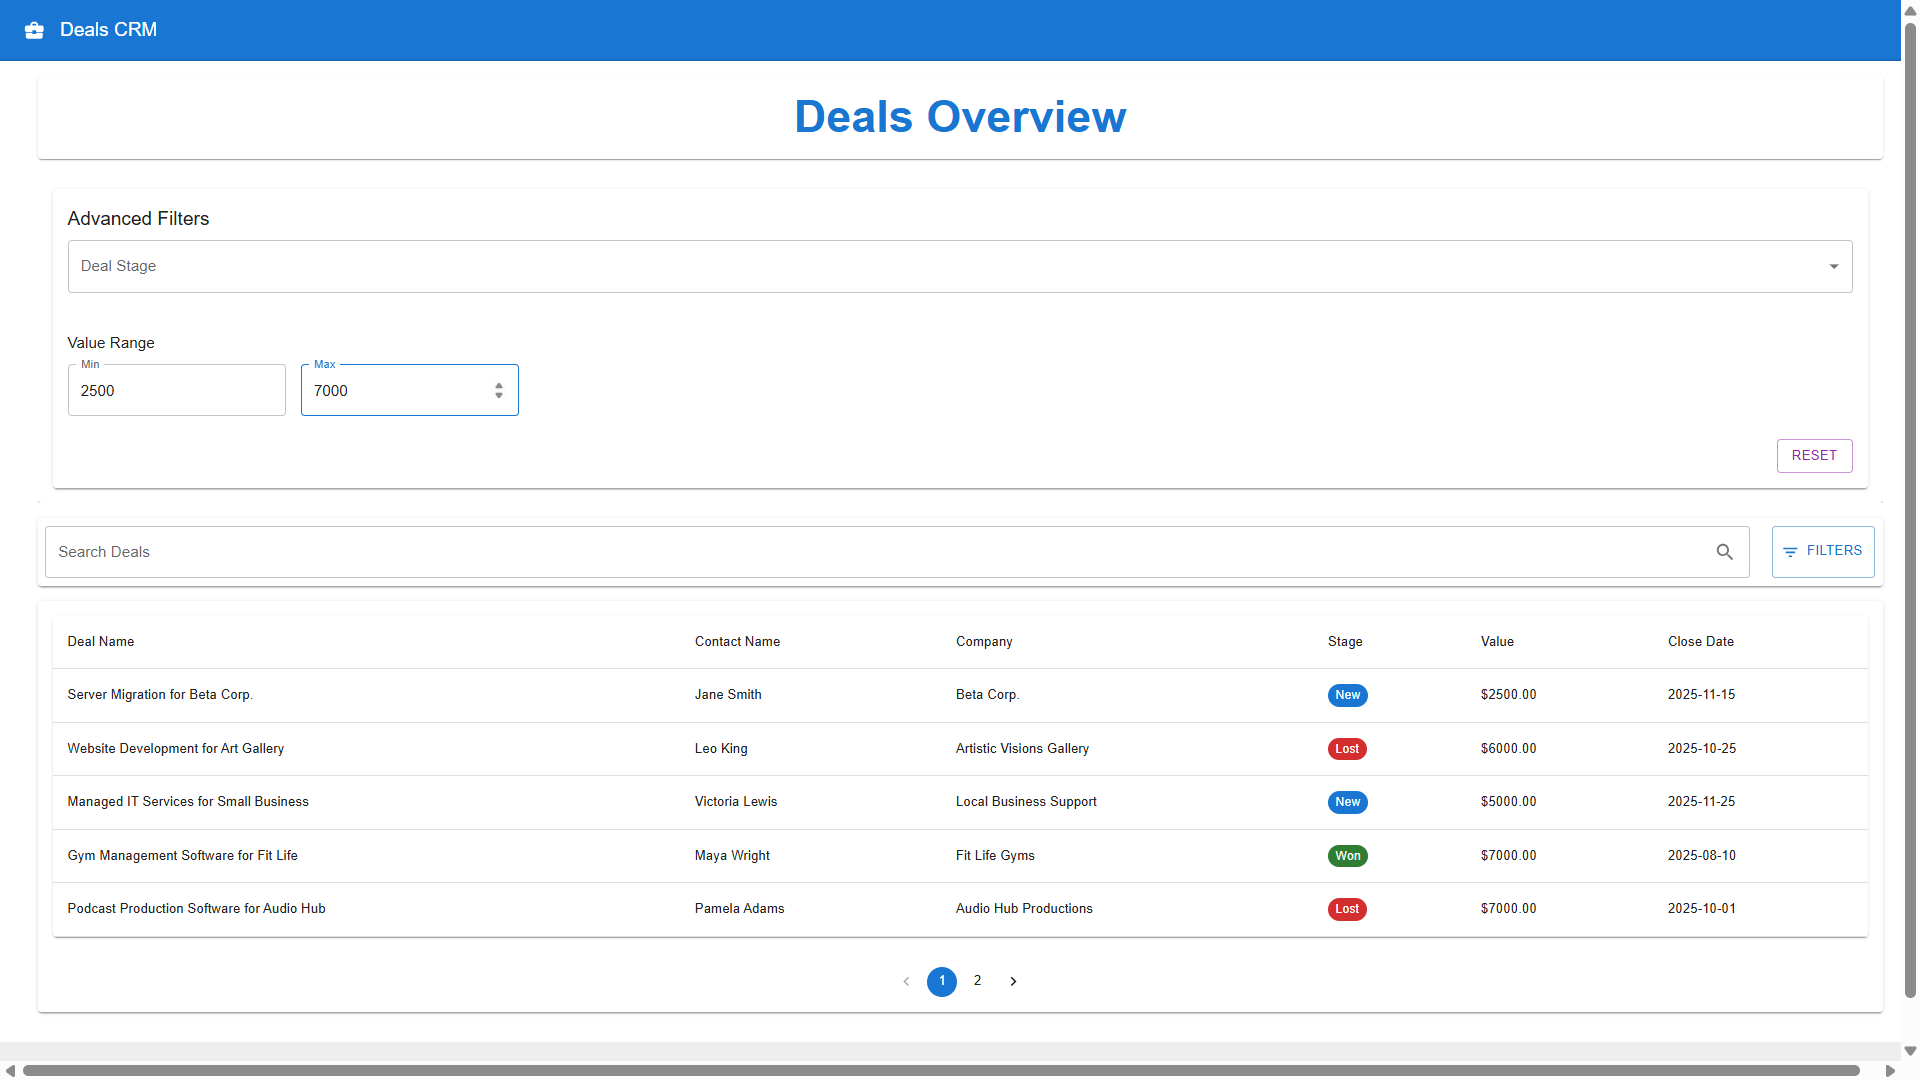 Deals CRM
Deals Overview
Advanced Filters
Deal Stage
Value Range
Min
Max
2500
7000
RESET
Search Deals
FILTERS
Deal Name Contact Name Company Stage Value Close Date
Server Migration for Beta Corp. Jane Smith Beta Corp. New $2500.00 2025-11-15
Website Development for Art Gallery Leo King Artistic Visions Gallery Lost $6000.00 2025-10-25
Managed IT Services for Small Business Victoria Lewis Local Business Support New $5000.00 2025-11-25
Gym Management Software for Fit Life Maya Wright Fit Life Gyms Won $7000.00 2025-08-10
Podcast Production Software for Audio Hub Pamela Adams Audio Hub Productions Lost $7000.00 2025-10-01
1 2